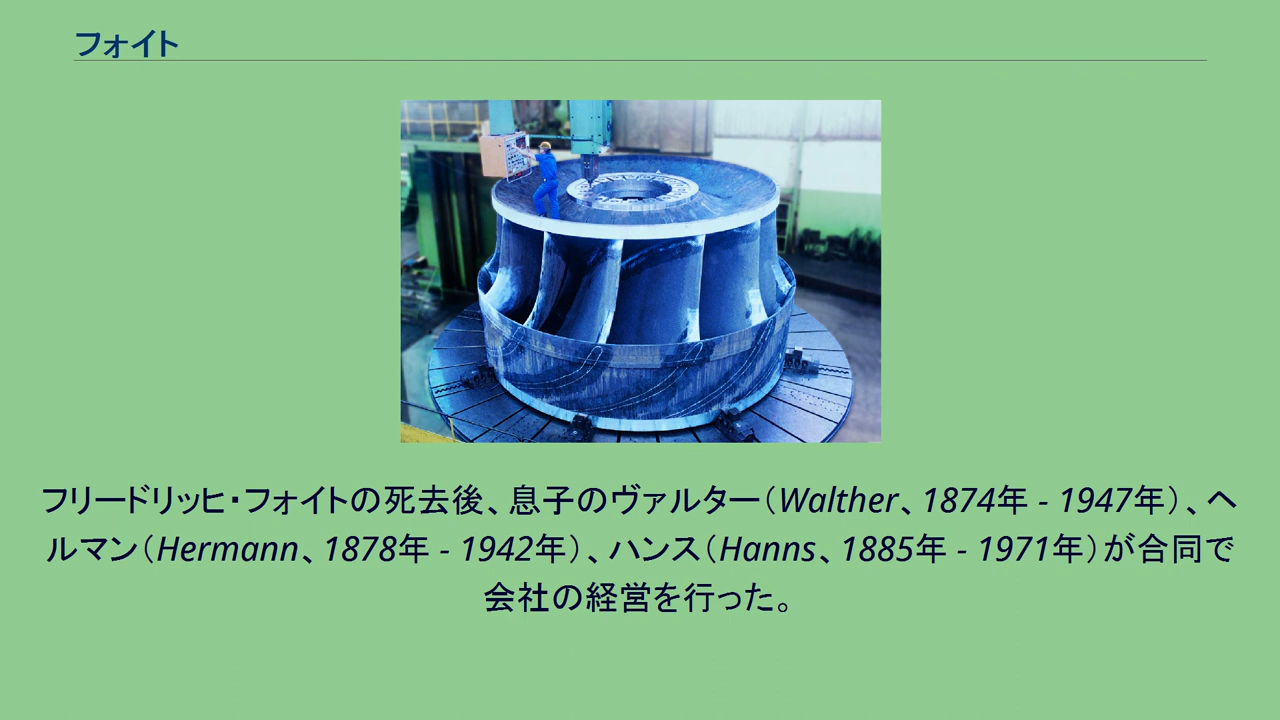 フォイト
フリードリッヒ・フォイトの死去後、息子のヴァルター（Walther、1874年 - 1947年）、ヘ
ルマン（Hermann、1878年 - 1942年）、ハンス（Hanns、1885年 - 1971年）が合同で
会社の経営を行った。